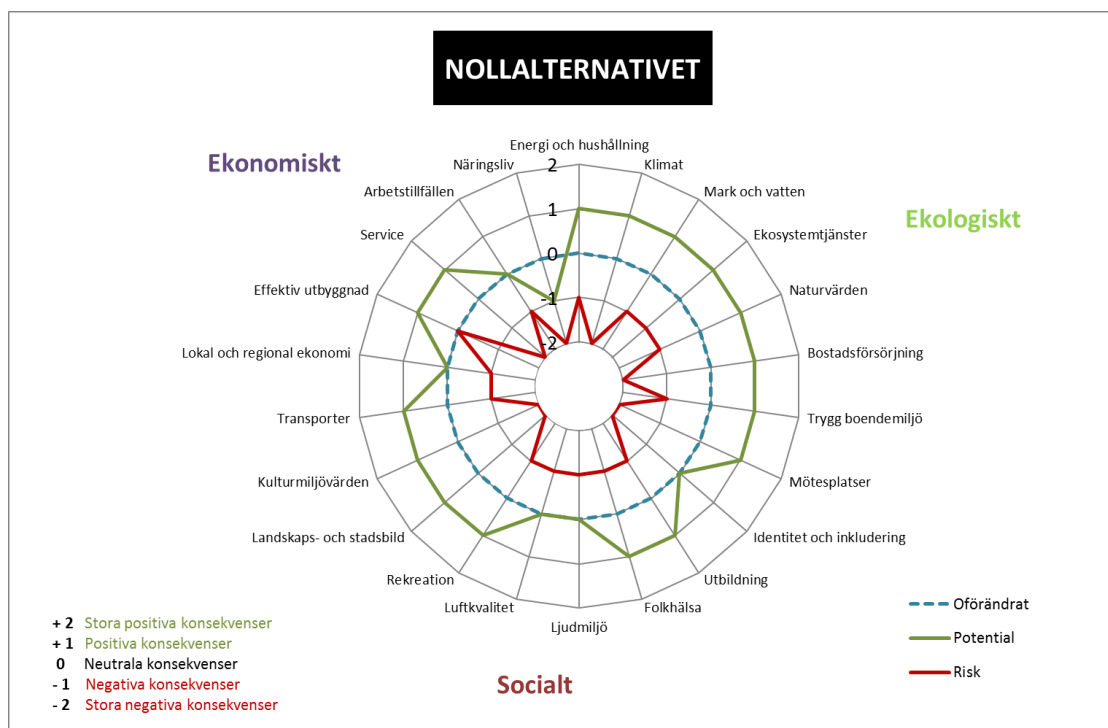 NOLLALTERNATIVET
Ekonomiskt
Ekologiskt
Socialt
Energi och hushållning
Klimat
Mark och vatten
Ekosystemtjänster
Naturvärden
Bostadsförsörjning
Trygg boendemiljö
Mötesplatser
Identitet och inkludering
Utbildning
Folkhälsa
Ljudmiljö
Luftkvalitet
Rekreation
Landskaps- och stadsbild
Kulturmiljövärden
Transporter
Lokal och regional ekonomi
Effektiv utbyggnad
Service
Arbetstillfällen
Näringsliv
2
1
0
-1
-2
+ 2 Stora positiva konsekvenser
+ 1 Positiva konsekvenser
0 Neutrala konsekvenser
- 1 Negativa konsekvenser
- 2 Stora negativa konsekvenser
Oförändrat
Potential
Risk